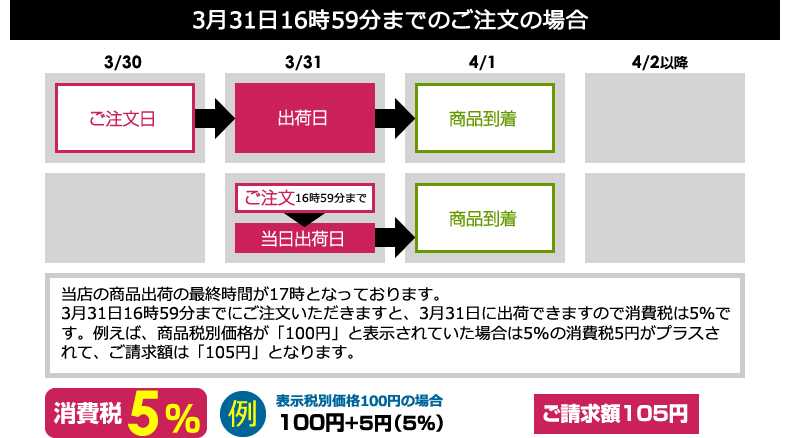 3月31日16時59分までのご注文の場合
3/30
3/31
4/1
4/2以降
ご注文日
出荷日
商品到着
ご注文16時59分まで
当日出荷日
商品到着
当店の商品出荷の最終時間が17時となっております。
3月31日16時59分までにご注文いただきますと、3月31日に出荷できますので消費税は5%で
す。例えば、商品税別価格が「100円」と表示されていた場合は5%の消費税5円がプラスさ
れて、ご請求額は「105円」となります。
消費税5%
例
表示税別価格100円の場合
100円+5円(5%)
ご請求額105円